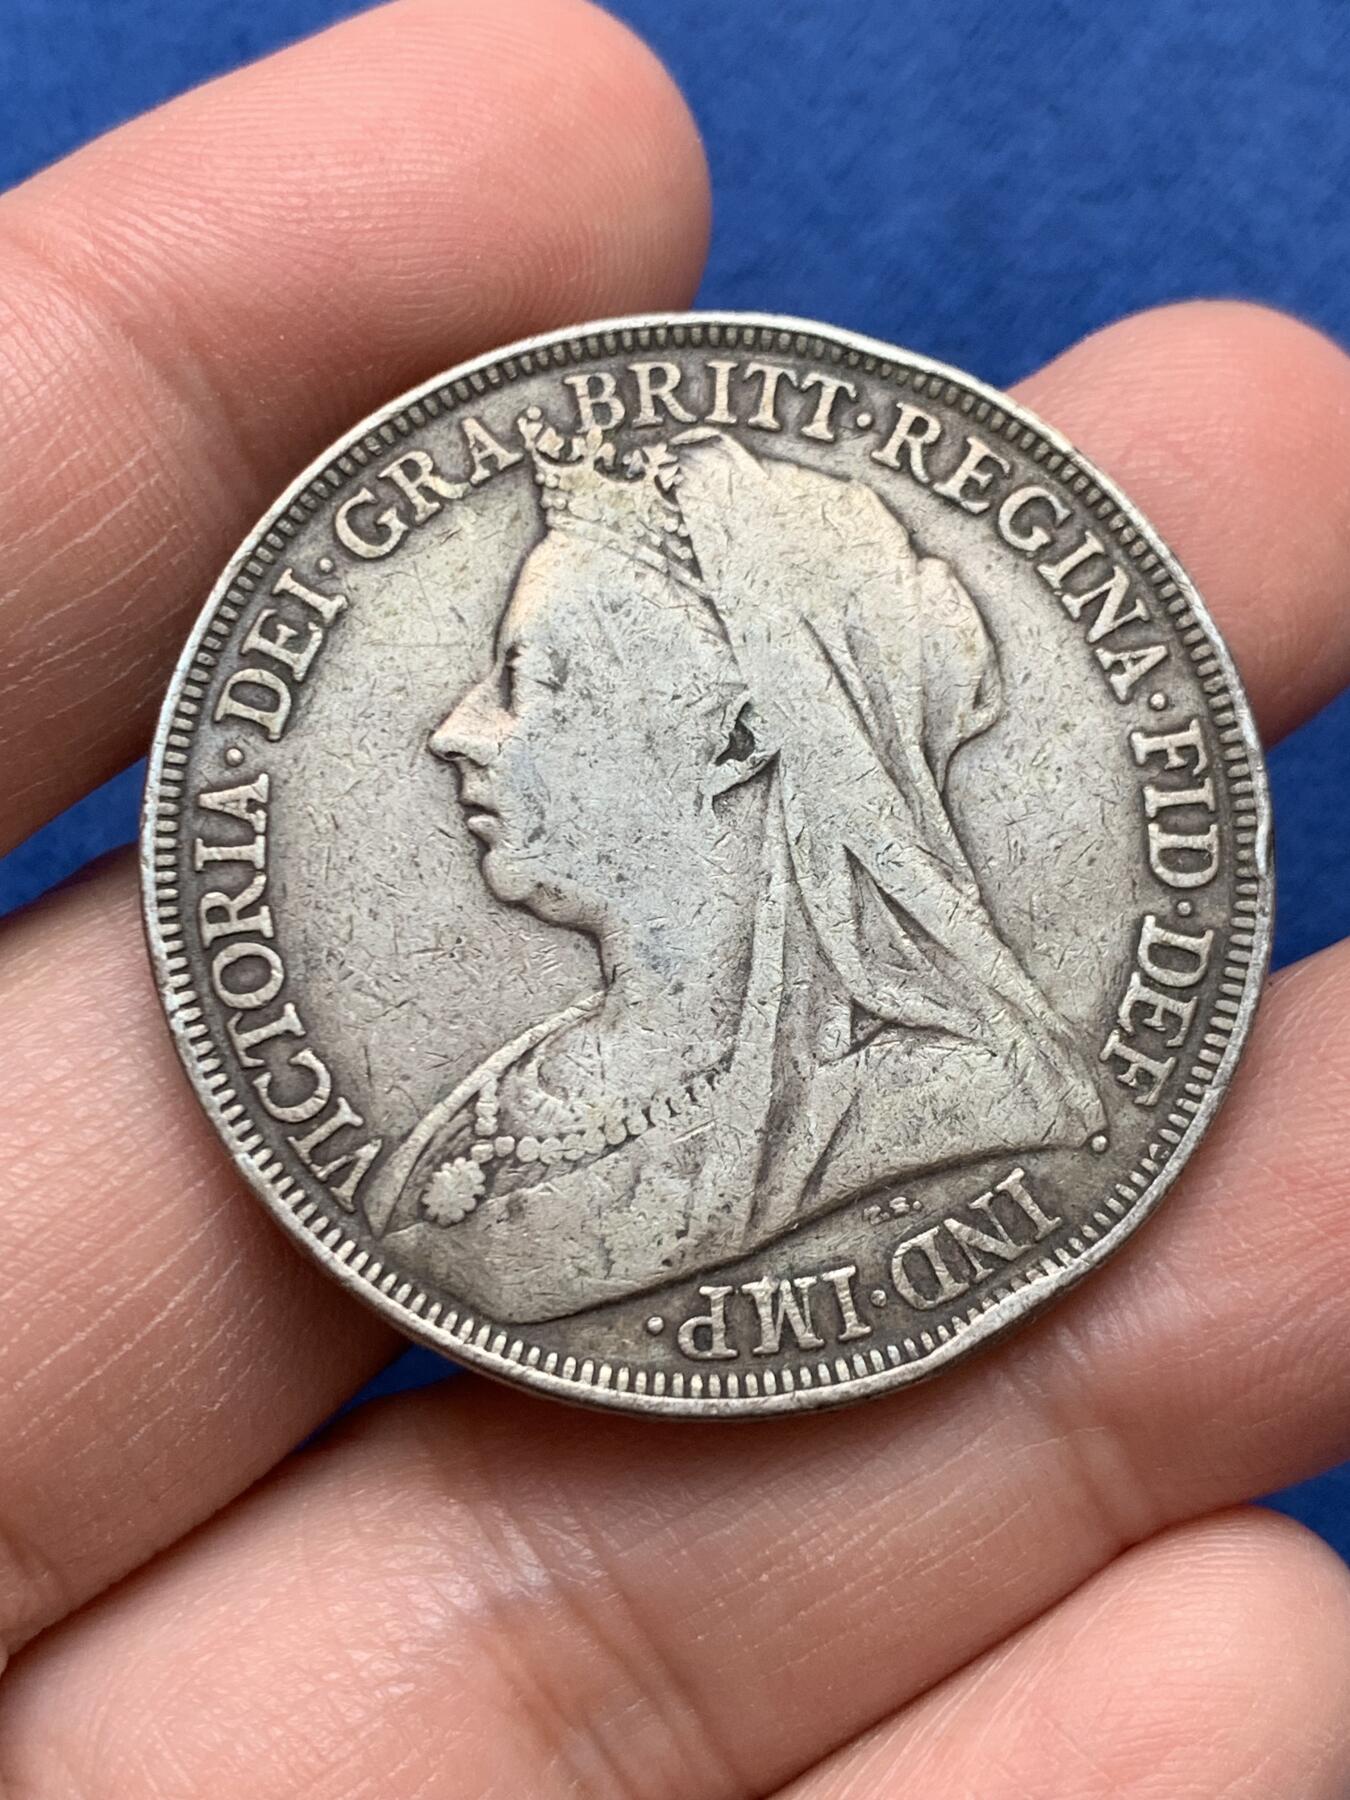 VICTORIA · DEI · GRA · BRITT · REGINA · FID · DEF · IND · IMP ·
T.B.